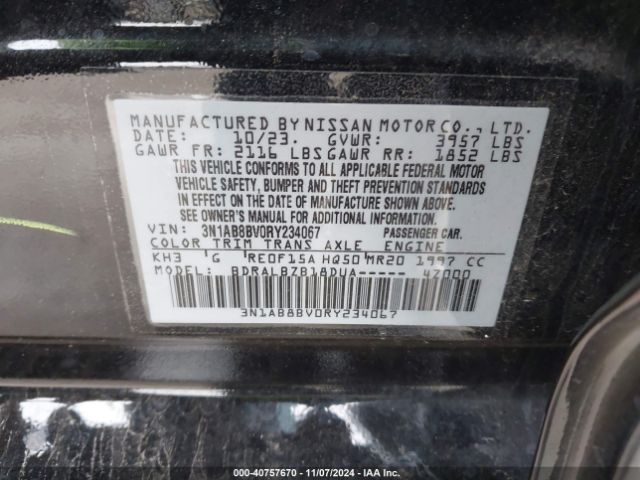 MANUFACTURED BY NISSAN MOTOR CO., LTD.
DATE: 10/23. GVWR: 3957 LBS
GAWR FR: 2116 LBS GAWR RR: 1852 LBS
THIS VEHICLE CONFORMS TO ALL APPLICABLE FEDERAL MOTOR
VEHICLE SAFETY, BUMPER AND THEFT PREVENTION STANDARDS
IN EFFECT ON THE DATE OF MANUFACTURE SHOWN ABOVE.
SEE OWNER'S MANUAL FOR ADDITIONAL INFORMATION.
VIN: 3N1AB8BV0RY234067 PASSENGER CAR.
COLOR TRIM TRANS AXLE ENGINE
KH3 'G 'RE0F15A HQ50'MR20 1997 CC
MODEL: BDRALBZB18DUA----- 47000
3N1AB8BV0RY234067
000-40757670 - 11/07/2024 - IAA Inc.